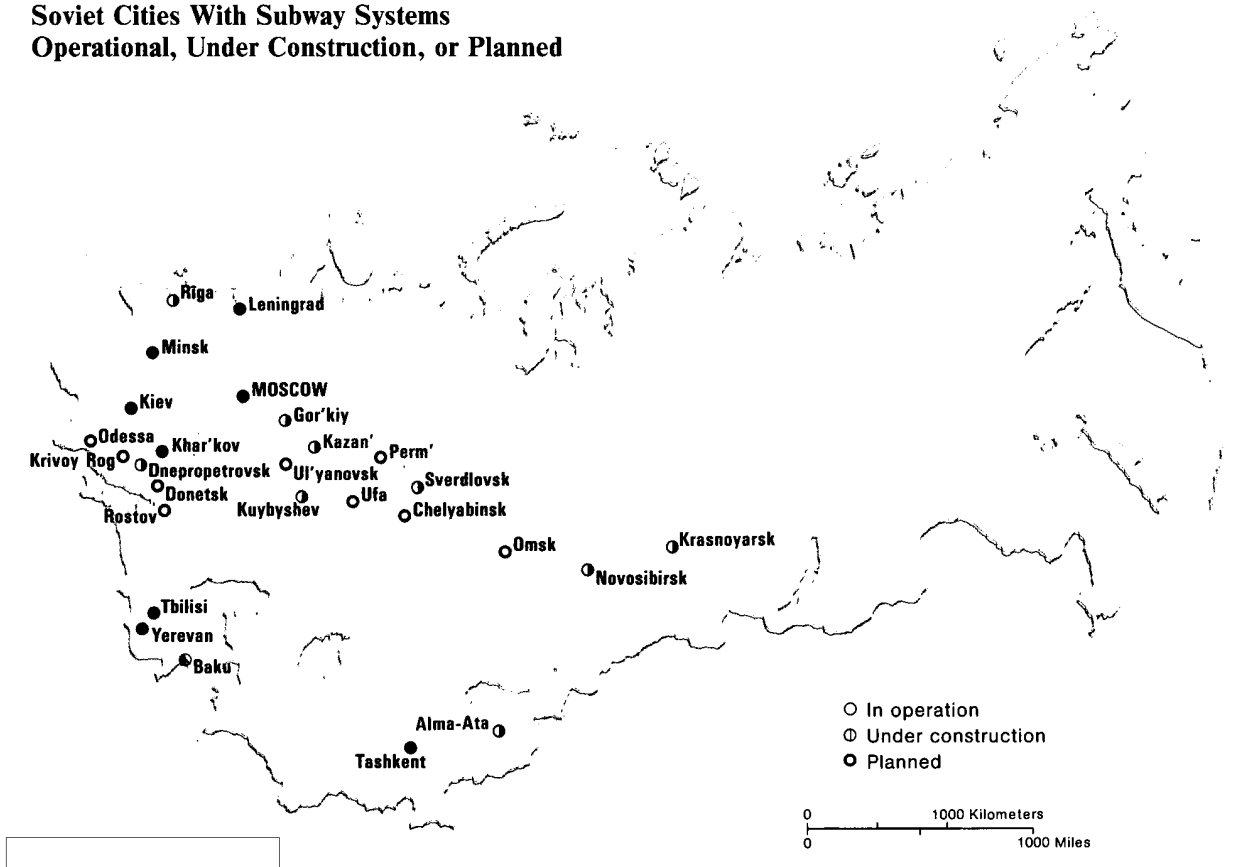 Soviet Cities With Subway Systems
Operational, Under Construction, or Planned
Rīga
Leningrad
Minsk
MOSCOW
Kiev
Gor'kiy
Odessa
Khar'kov
Kazan'
Perm'
Krivoy Rog
Dnepropetrovsk
Ul'yanovsk
Sverdlovsk
Donetsk
Kuybyshev
Ufa
Rostov
Chelyabinsk
Omsk
Krasnoyarsk
Novosibirsk
Tbilisi
Yerevan
Baku
Alma-Ata
Tashkent
In operation
Under construction
Planned
0 1000 Kilometers
0 1000 Miles